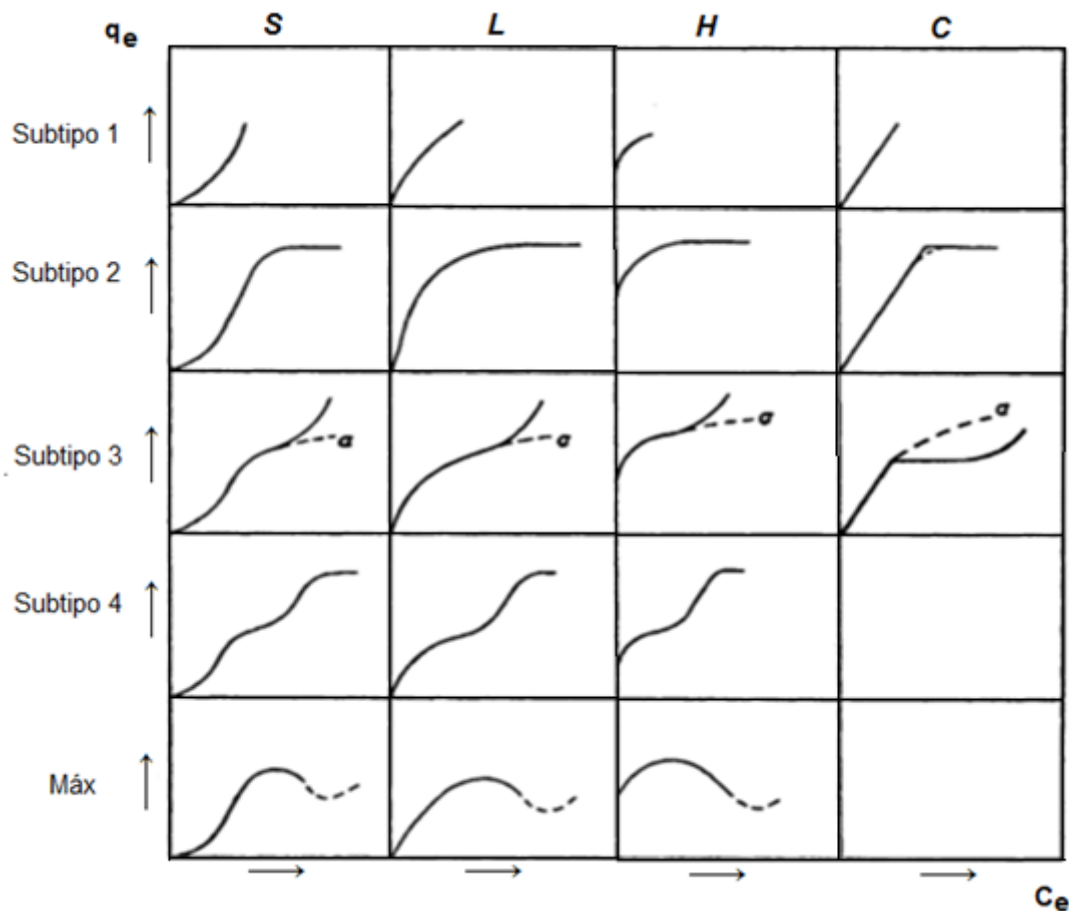 qe S L H C
Subtipo 1
Subtipo 2
Subtipo 3 a a a a
Subtipo 4
Máx
Ce